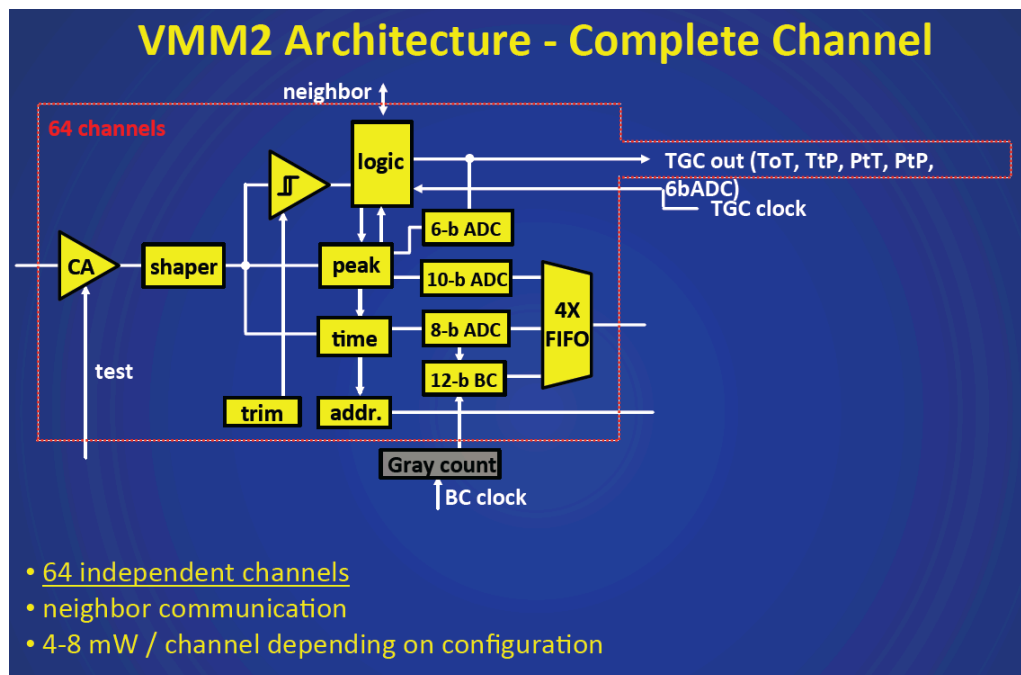 VMM2 Architecture - Complete Channel
neighbor
64 channels
logic
TGC out (ToT, TtP, PtT, PtP,
6bADC)
TGC clock
6-b ADC
CA
shaper
peak
10-b ADC
4X
FIFO
time
8-b ADC
12-b BC
test
trim
addr.
Gray count
BC clock
• 64 independent channels
• neighbor communication
• 4-8 mW / channel depending on configuration